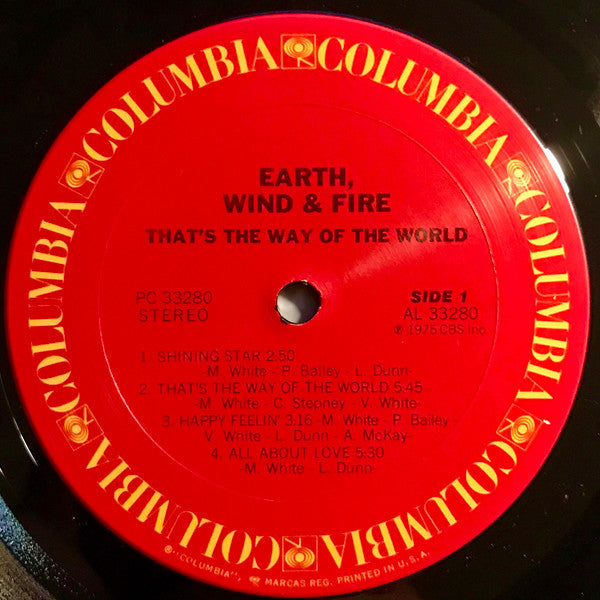 COLUMBIA COLUMBIA COLUMBIA COLUMBIA COLUMBIA COLUMBIA COLUMBIA COLUMBIA
EARTH,
WIND & FIRE
THAT'S THE WAY OF THE WORLD
PC 33280 SIDE 1
STEREO AL 33280
℗ 1975 CBS Inc.
1. SHINING STAR 2:50
-M. White - P. Bailey - L. Dunn-
2. THAT'S THE WAY OF THE WORLD 5:45
-M. White - C. Stepney - V. White-
3. HAPPY FEELIN' 3:16 -M. White - P. Bailey -
V. White - L. Dunn - A. McKay-
4. ALL ABOUT LOVE 5:30
-M. White - L. Dunn-
®"COLUMBIA", MARCAS REG. PRINTED IN U.S.A.